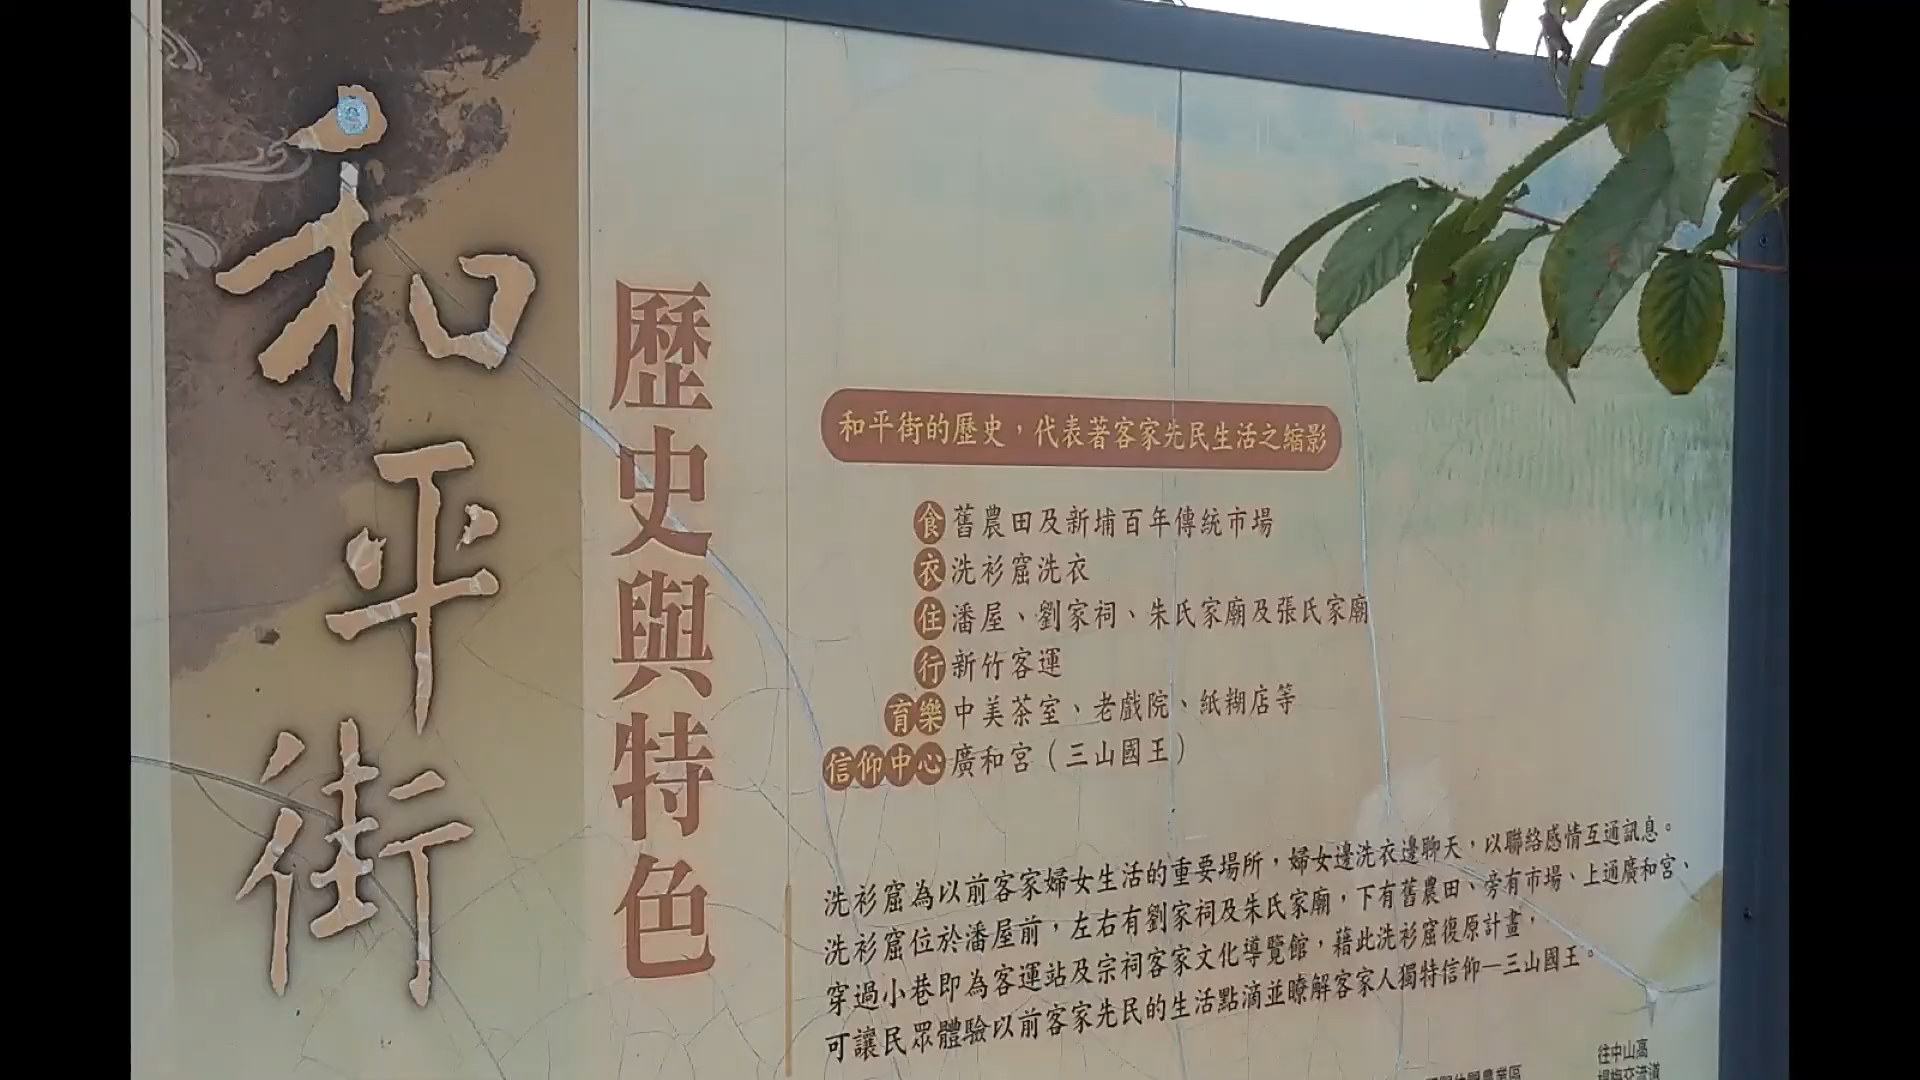 和平街
歷史與特色
和平街的歷史，代表著客家先民生活之縮影
食舊農田及新埔百年傳統市場
衣洗衫窟洗衣
住潘屋、劉家祠、朱氏家廟及張氏家廟
行新竹客運
育樂中美茶室、老戲院、紙糊店等
信仰中心廣和宮（三山國王）
洗衫窟為以前客家婦女生活的重要場所，婦女邊洗衣邊聊天，以聯絡感情互通訊息。
洗衫窟位於潘屋前，左右有劉家祠及朱氏家廟，下有舊農田、旁有市場、上通廣和宮、
穿過小巷即為客運站及宗祠客家文化導覽館，藉此洗衫窟復原計畫，
可讓民眾體驗以前客家先民的生活點滴並瞭解客家人獨特信仰—三山國王。
往中山高
楊梅交流道